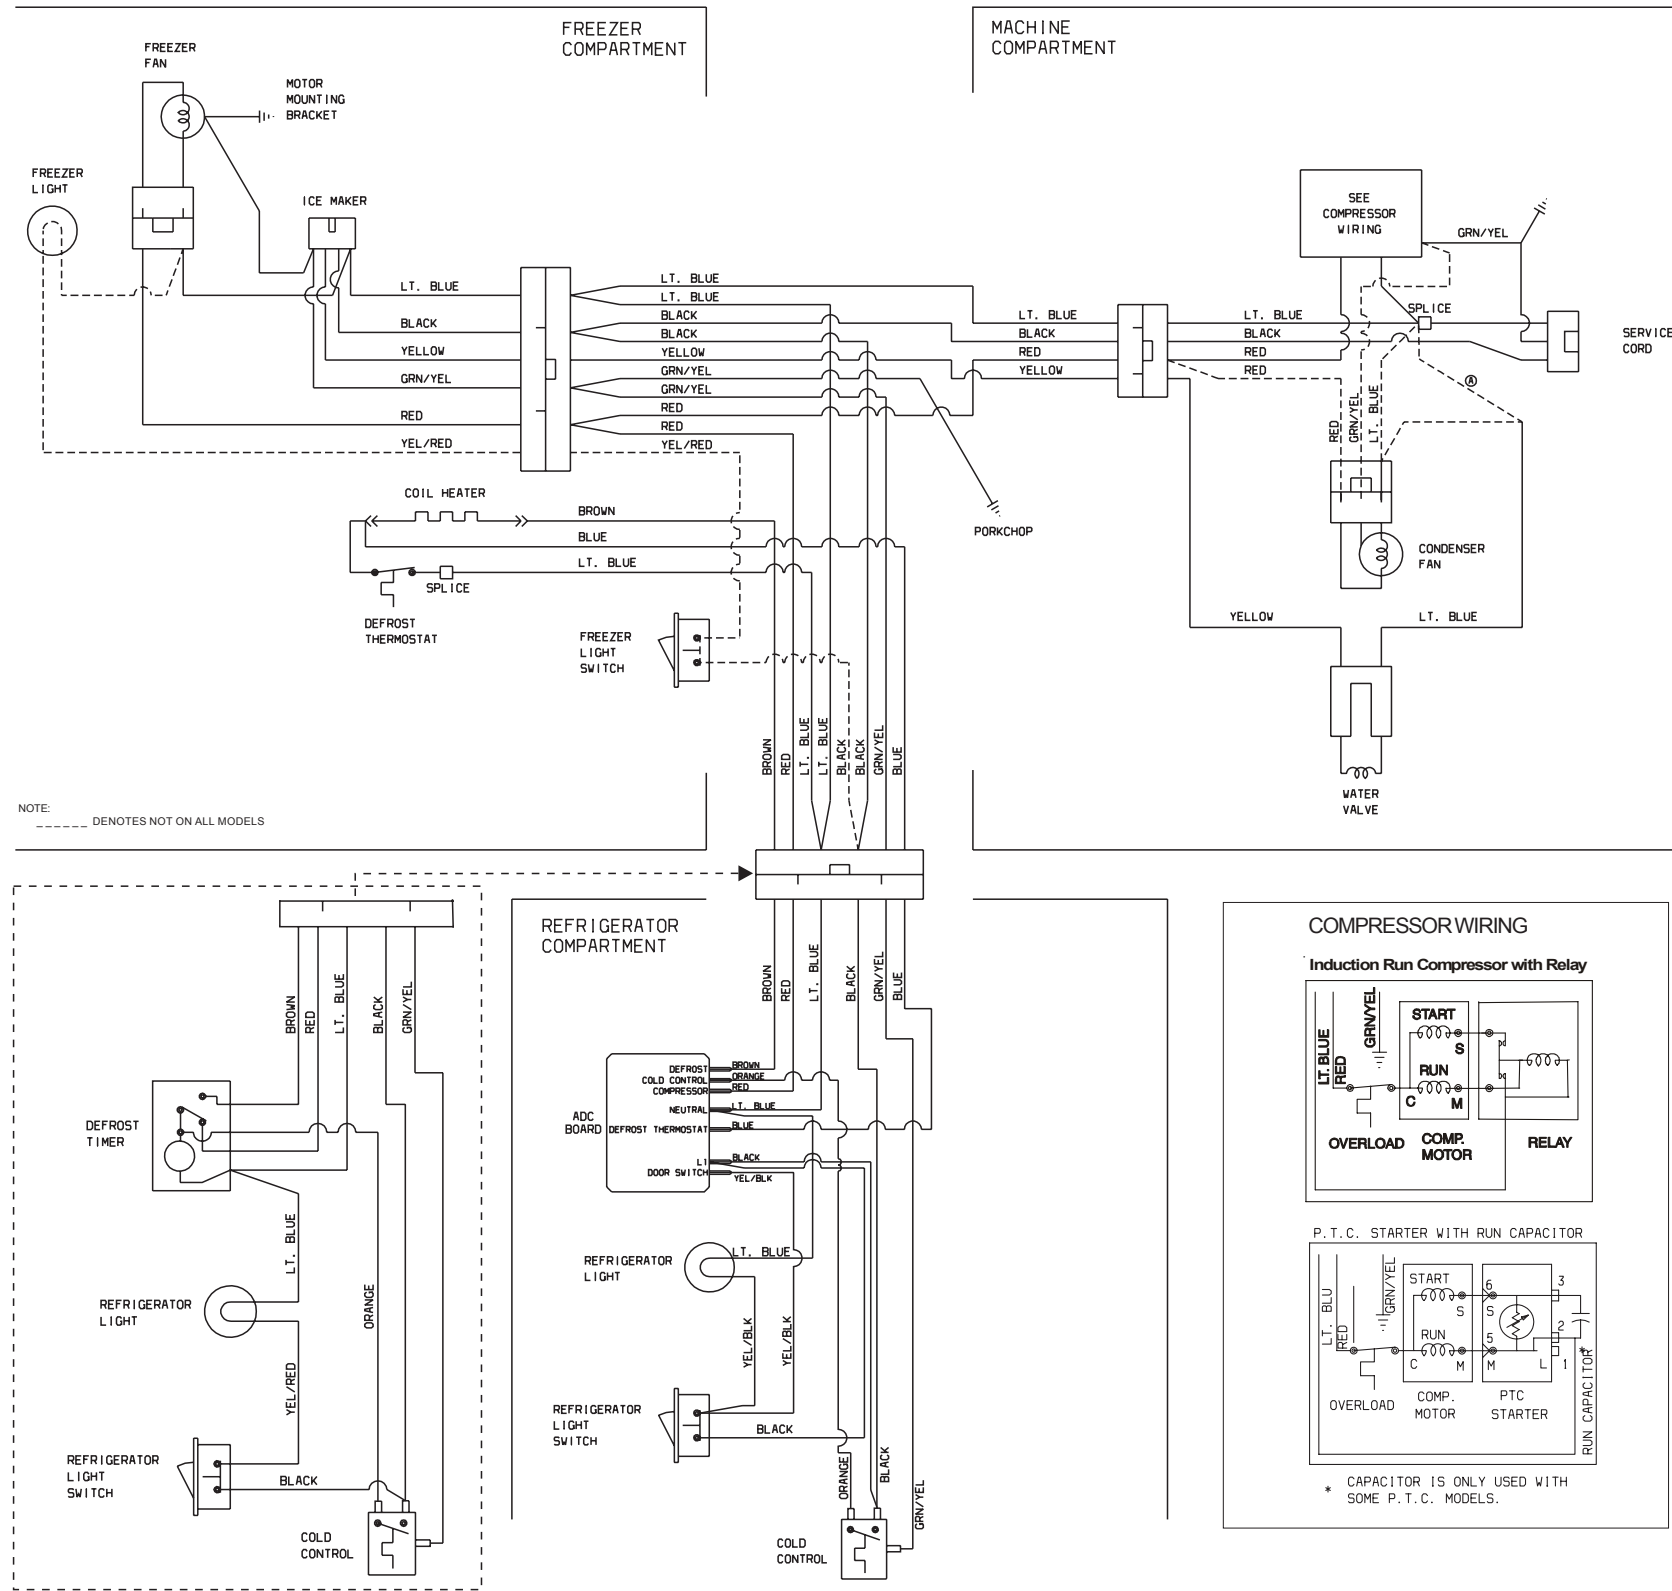 FREEZER
COMPARTMENT
MACHINE
COMPARTMENT
FREEZER
FAN
MOTOR
MOUNTING
BRACKET
FREEZER
LIGHT
ICE MAKER
LT. BLUE
BLACK
YELLOW
GRN/YEL
RED
YEL/RED
LT. BLUE
LT. BLUE
BLACK
BLACK
YELLOW
GRN/YEL
GRN/YEL
RED
RED
YEL/RED
LT. BLUE
BLACK
RED
YELLOW
SEE
COMPRESSOR
WIRING
GRN/YEL
SPLICE
LT. BLUE
BLACK
RED
RED
SERVICE
CORD
A
RED
GRN/YEL
LT. BLUE
CONDENSER
FAN
YELLOW
LT. BLUE
WATER
VALVE
COIL HEATER
BROWN
BLUE
LT. BLUE
SPLICE
DEFROST
THERMOSTAT
PORKCHOP
FREEZER
LIGHT
SWITCH
BROWN
RED
LT. BLUE
LT. BLUE
BLACK
BLACK
GRN/YEL
BLUE
NOTE:
______ DENOTES NOT ON ALL MODELS
BROWN
RED
LT. BLUE
BLACK
GRN/YEL
DEFROST
TIMER
LT. BLUE
ORANGE
REFRIGERATOR
LIGHT
YEL/RED
REFRIGERATOR
LIGHT
SWITCH
BLACK
COLD
CONTROL
REFRIGERATOR
COMPARTMENT
BROWN
RED
LT. BLUE
BLACK
GRN/YEL
BLUE
ADC
BOARD
DEFROST
COLD CONTROL
COMPRESSOR
NEUTRAL
DEFROST THERMOSTAT
L1
DOOR SWITCH
BROWN
ORANGE
RED
LT. BLUE
BLUE
BLACK
YEL/BLK
REFRIGERATOR
LIGHT
LT. BLUE
YEL/BLK
YEL/BLK
REFRIGERATOR
LIGHT
SWITCH
BLACK
ORANGE
BLACK
GRN/YEL
COLD
CONTROL
COMPRESSOR WIRING
Induction Run Compressor with Relay
LT. BLUE
RED
GRN/YEL
START
S
RUN
C
M
OVERLOAD
COMP.
MOTOR
RELAY
P.T.C. STARTER WITH RUN CAPACITOR
LT. BLU
RED
GRN/YEL
START
S
RUN
C
M
6
S
5
M
3
2
L
1
*
OVERLOAD
COMP.
MOTOR
PTC
STARTER
RUN CAPACITOR
* CAPACITOR IS ONLY USED WITH
SOME P.T.C. MODELS.